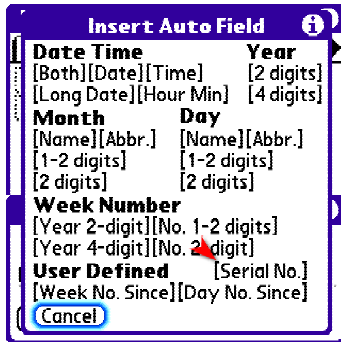 Insert Auto Field i
Date Time Year
[Both][Date][Time] [2 digits]
[Long Date][Hour Min] [4 digits]
Month Day
[Name][Abbr.] [Name][Abbr.]
[1-2 digits] [1-2 digits]
[2 digits] [2 digits]
Week Number
[Year 2-digit][No. 1-2 digits]
[Year 4-digit][No. 2-digit]
User Defined [Serial No.]
[Week No. Since][Day No. Since]
Cancel